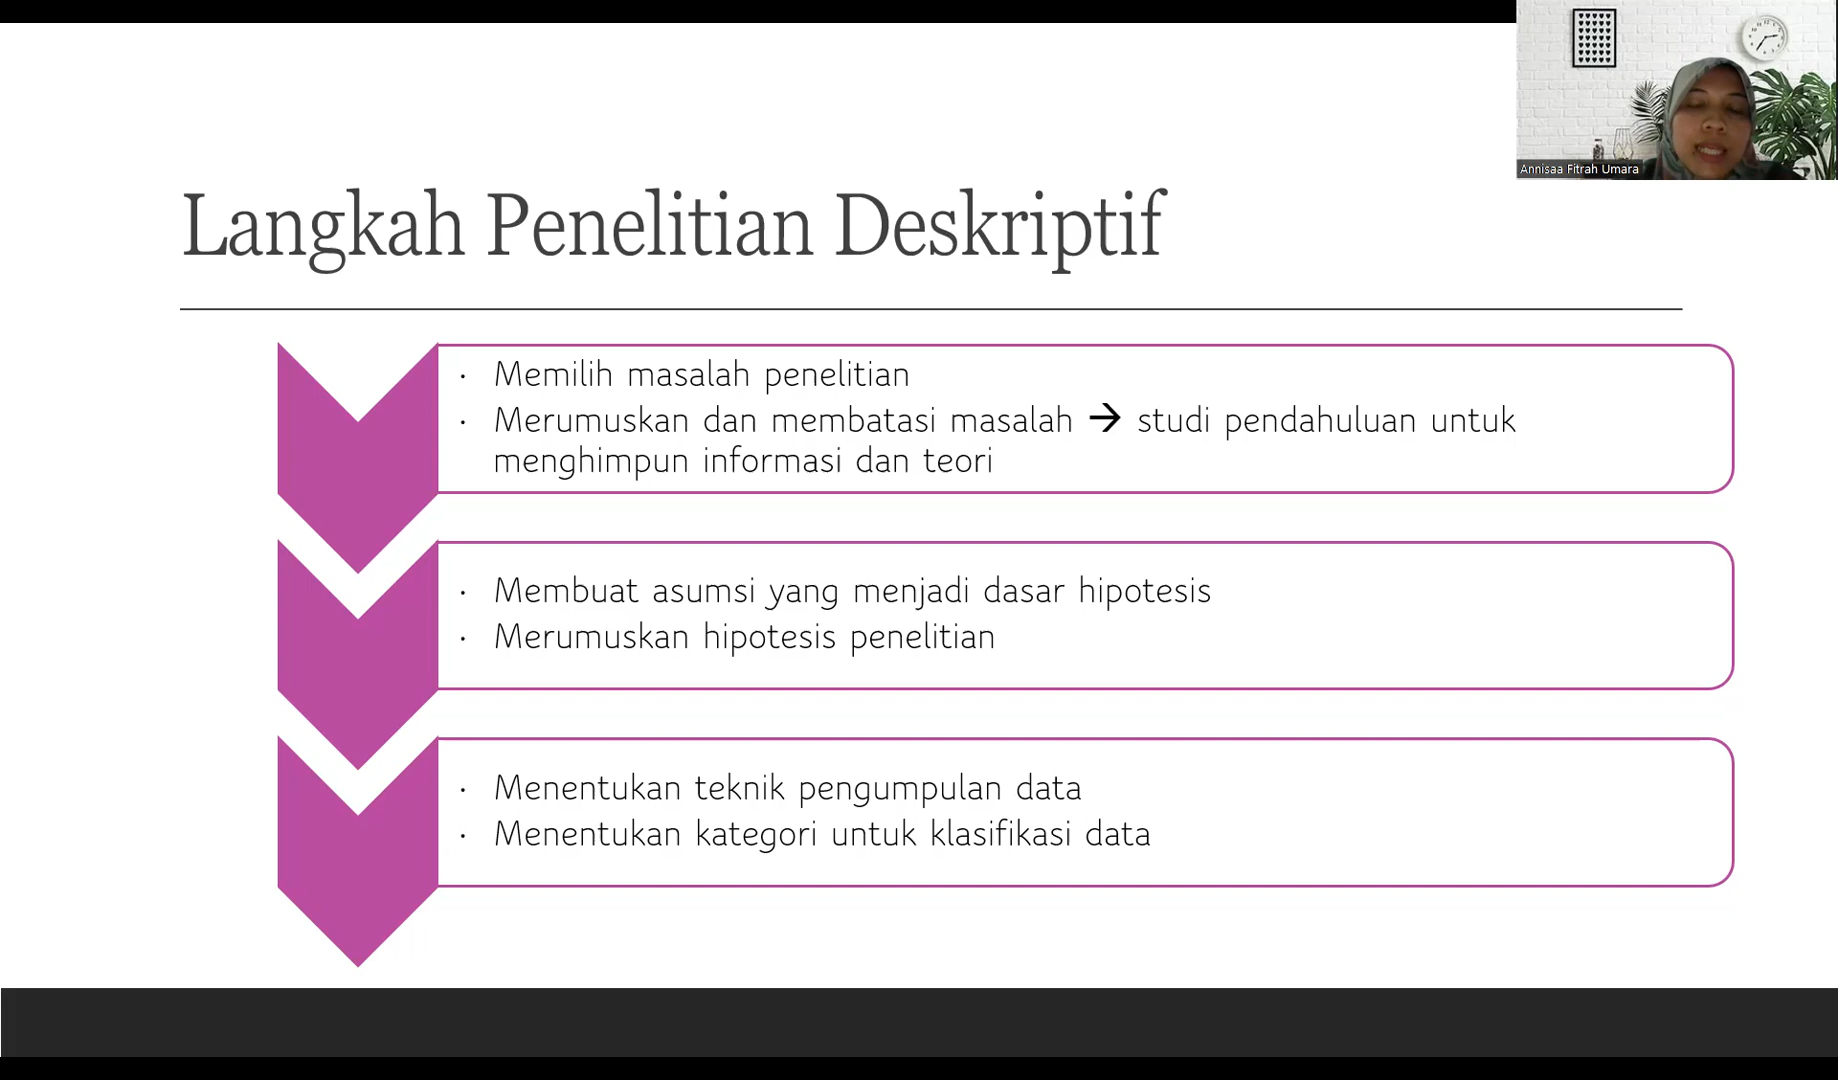 Annisaa Fitrah Umara
Langkah Penelitian Deskriptif
· Memilih masalah penelitian
· Merumuskan dan membatasi masalah → studi pendahuluan untuk
menghimpun informasi dan teori
· Membuat asumsi yang menjadi dasar hipotesis
· Merumuskan hipotesis penelitian
· Menentukan teknik pengumpulan data
· Menentukan kategori untuk klasifikasi data